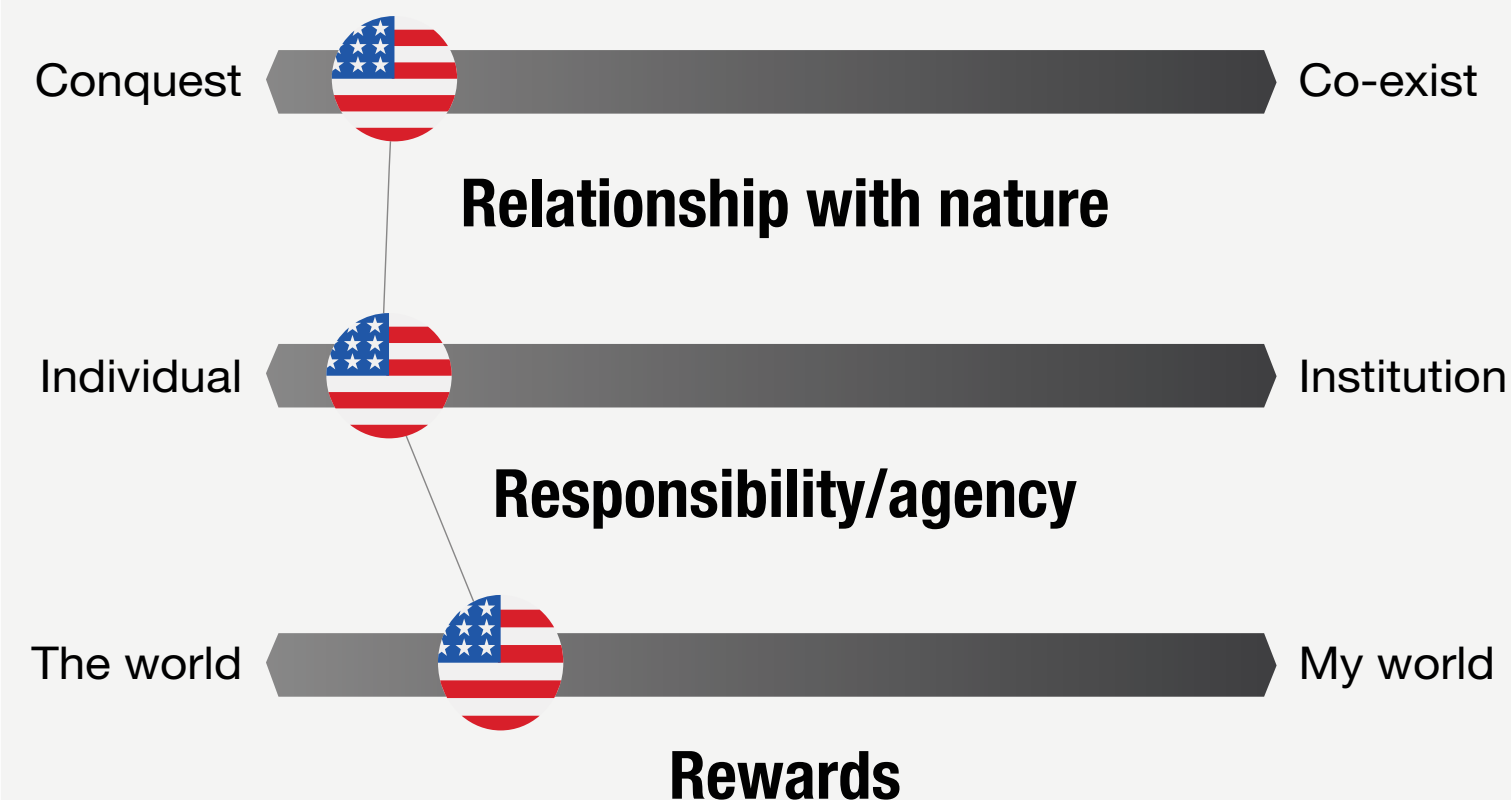 Conquest
Co-exist
Relationship with nature
Individual
Institution
Responsibility/agency
The world
My world
Rewards